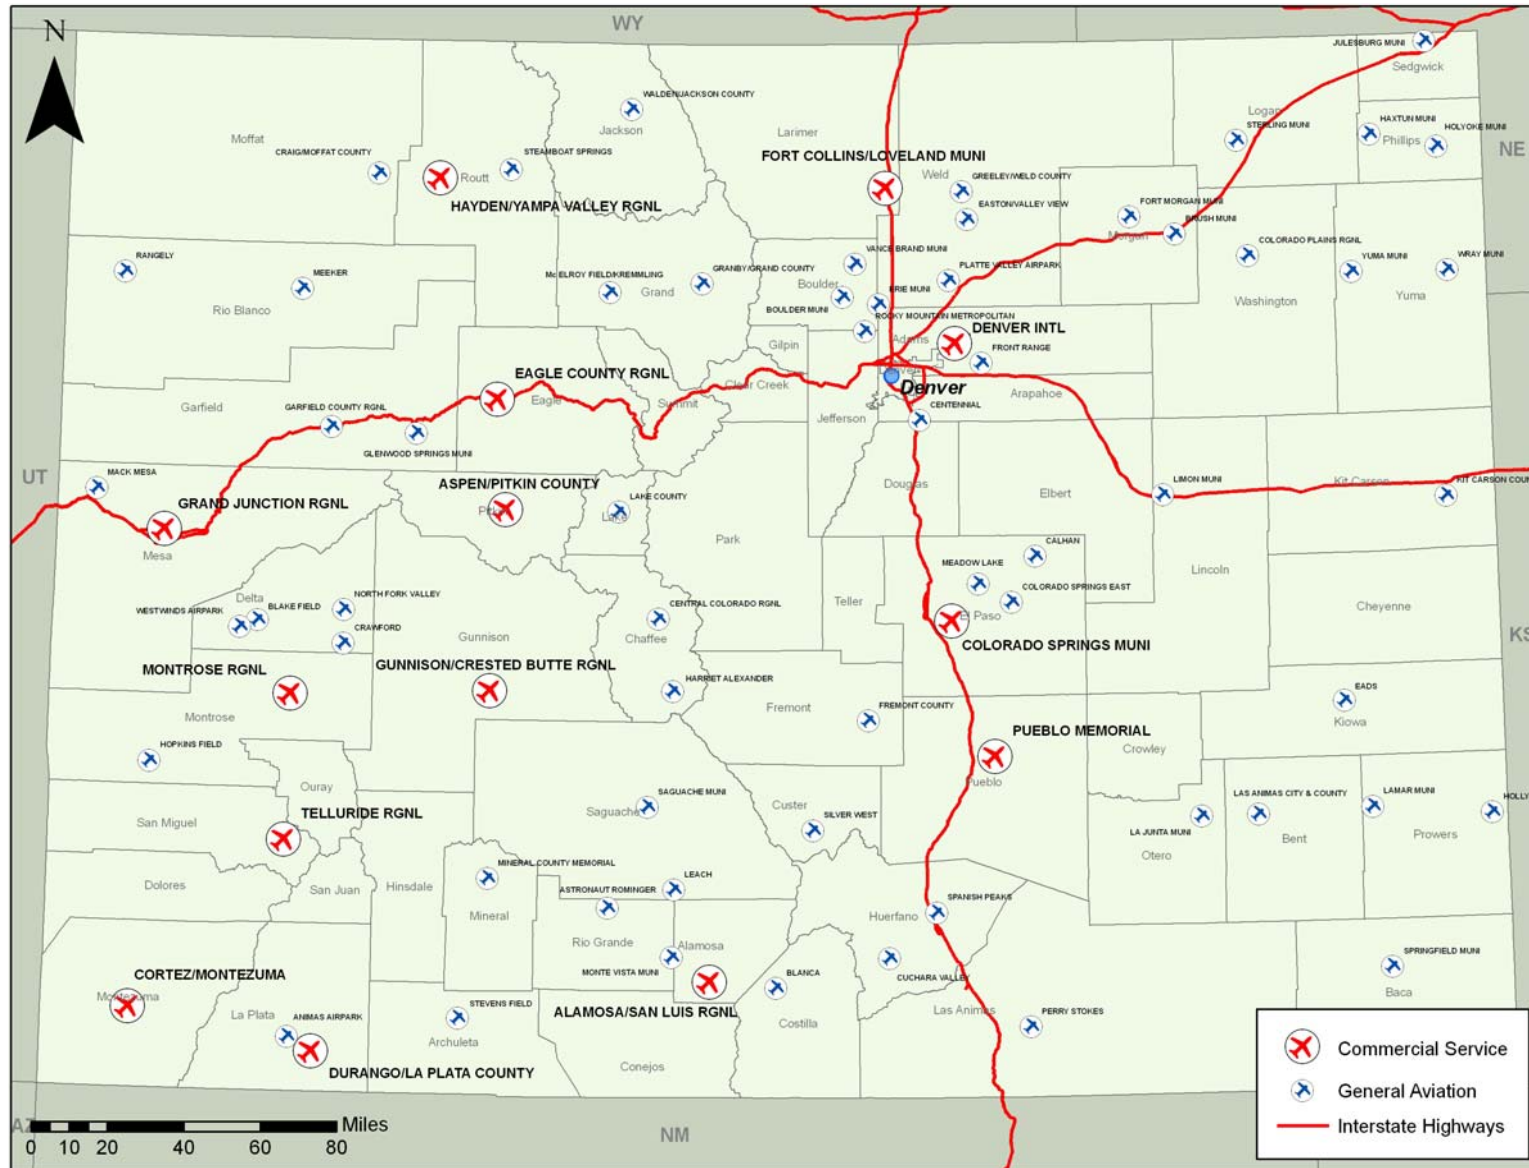 N
WY
JULESBURG MUNI
Sedgwick
WALDEN/JACKSON COUNTY
Jackson
Moffat
Larimer
Logan
STERLING MUNI
HAXTUN MUNI
HOLYOKE MUNI
Phillips
NE
CRAIG/MOFFAT COUNTY
STEAMBOAT SPRINGS
FORT COLLINS/LOVELAND MUNI
Routt
Weld
GREELEY/WELD COUNTY
HAYDEN/YAMPA VALLEY RGNL
EASTON/VALLEY VIEW
FORT MORGAN MUNI
BRUSH MUNI
Morgan
RANGELY
MEEKER
McELROY FIELD/KREMMLING
GRANBY/GRAND COUNTY
VANCE BRAND MUNI
PLATTE VALLEY AIRPARK
COLORADO PLAINS RGNL
YUMA MUNI
WRAY MUNI
Rio Blanco
Grand
Boulder
ERIE MUNI
BOULDER MUNI
Washington
Yuma
ROCKY MOUNTAIN METROPOLITAN
DENVER INTL
Gilpin
Adams
FRONT RANGE
EAGLE COUNTY RGNL
Clear Creek
Denver
Denver
Arapahoe
Garfield
GARFIELD COUNTY RGNL
Eagle
Summit
Jefferson
CENTENNIAL
GLENWOOD SPRINGS MUNI
UT
MACK MESA
GRAND JUNCTION RGNL
ASPEN/PITKIN COUNTY
Pitkin
LAKE COUNTY
Lake
Douglas
Elbert
LIMON MUNI
Kit Carson
KIT CARSON COUN
Mesa
Park
CALHAN
MEADOW LAKE
COLORADO SPRINGS EAST
Lincoln
Delta
WESTWINDS AIRPARK
BLAKE FIELD
NORTH FORK VALLEY
CRAWFORD
Gunnison
CENTRAL COLORADO RGNL
Chaffee
Teller
El Paso
COLORADO SPRINGS MUNI
Cheyenne
KS
MONTROSE RGNL
GUNNISON/CRESTED BUTTE RGNL
HARRIET ALEXANDER
Montrose
Fremont
FREMONT COUNTY
EADS
Kiowa
HOPKINS FIELD
PUEBLO MEMORIAL
Crowley
Pueblo
Ouray
San Miguel
TELLURIDE RGNL
Saguache
SAGUACHE MUNI
Custer
SILVER WEST
LAS ANIMAS CITY & COUNTY
LAMAR MUNI
HOLLY
LA JUNTA MUNI
Otero
Bent
Prowers
Dolores
San Juan
Hinsdale
MINERAL COUNTY MEMORIAL
Mineral
ASTRONAUT ROMINGER
LEACH
Rio Grande
Alamosa
Huerfano
SPANISH PEAKS
CORTEZ/MONTEZUMA
Montezuma
MONTE VISTA MUNI
BLANCA
CUCHARA VALLEY
SPRINGFIELD MUNI
Baca
La Plata
ANIMAS AIRPARK
STEVENS FIELD
Archuleta
ALAMOSA/SAN LUIS RGNL
Costilla
Las Animas
PERRY STOKES
DURANGO/LA PLATA COUNTY
Conejos
Commercial Service
General Aviation
Interstate Highways
AZ
NM
Miles
0 10 20 40 60 80